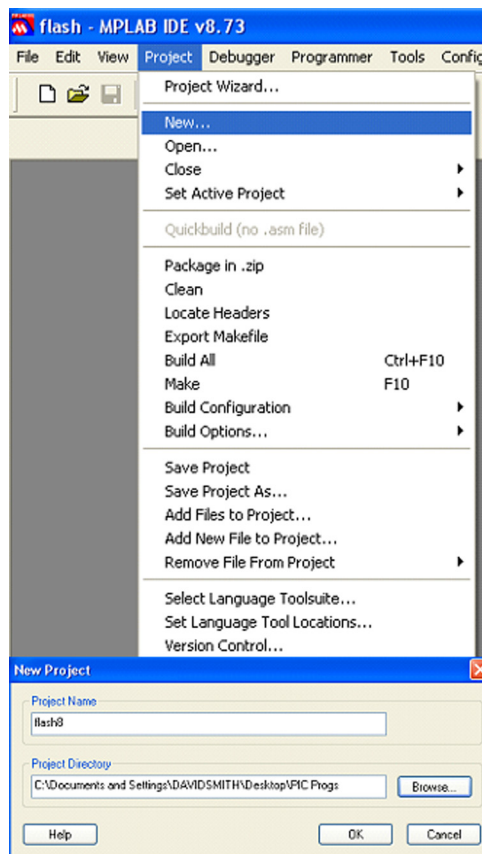 flash - MPLAB IDE v8.73
File Edit View Project Debugger Programmer Tools Config
Project Wizard...
New...
Open...
Close
Set Active Project
Quickbuild (no .asm file)
Package in .zip
Clean
Locate Headers
Export Makefile
Build All Ctrl+F10
Make F10
Build Configuration
Build Options...
Save Project
Save Project As...
Add Files to Project...
Add New File to Project...
Remove File From Project
Select Language Toolsuite...
Set Language Tool Locations...
Version Control...
New Project
Project Name
flash8
Project Directory
C:\Documents and Settings\DAVIDSMITH\Desktop\PIC Progs
Browse...
Help OK Cancel